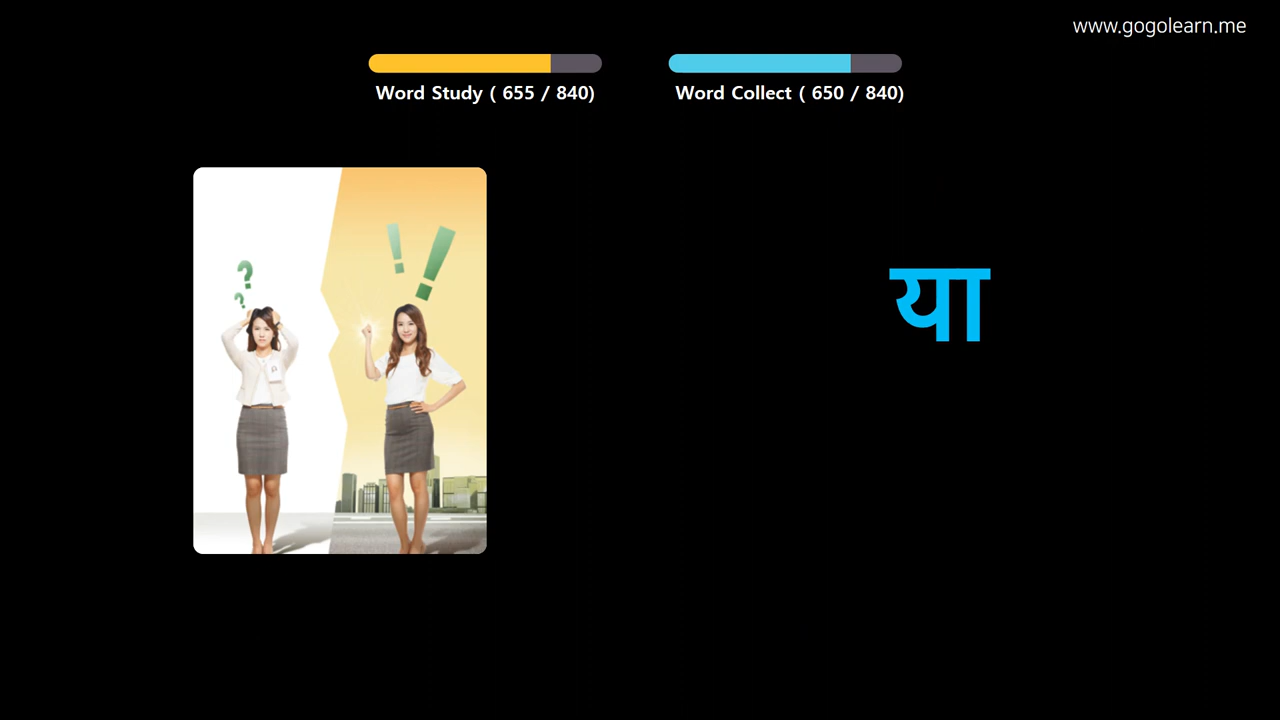 www.gogolearn.me
Word Study ( 655 / 840)
Word Collect ( 650 / 840)
? ?
! !
या